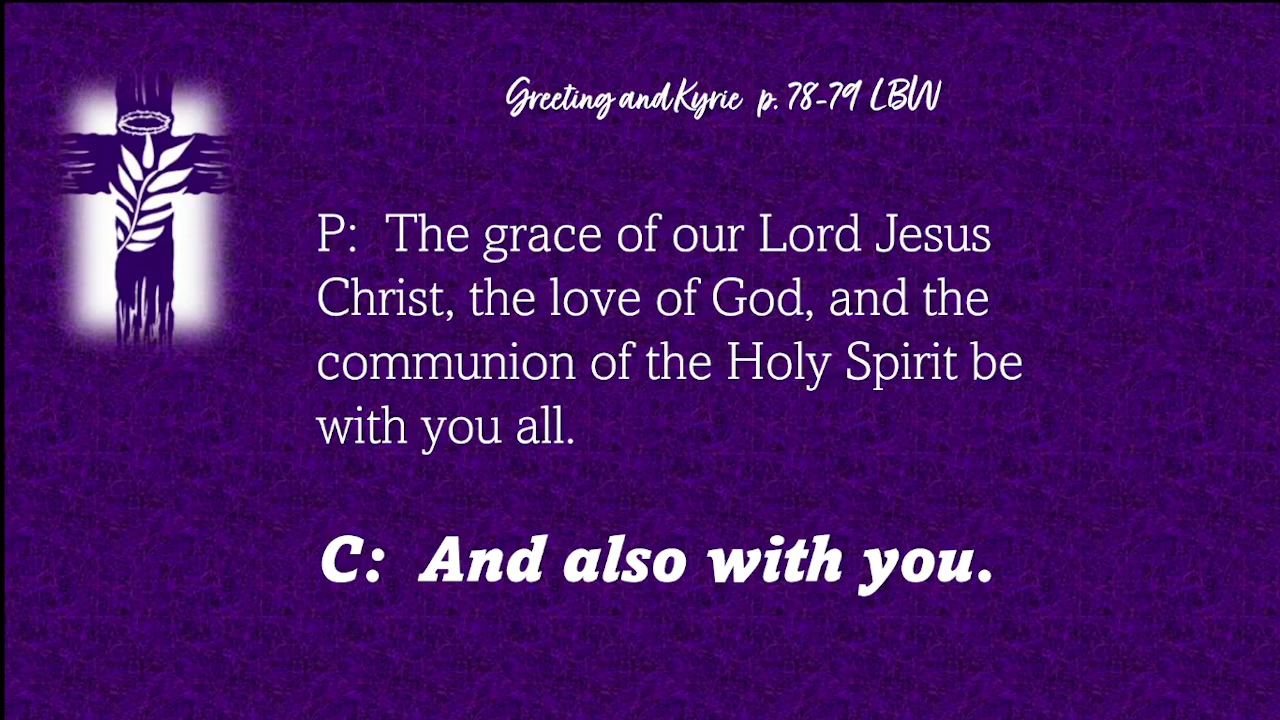 Greeting and Kyrie p. 78-79 LBW
P: The grace of our Lord Jesus
Christ, the love of God, and the
communion of the Holy Spirit be
with you all.
C: And also with you.